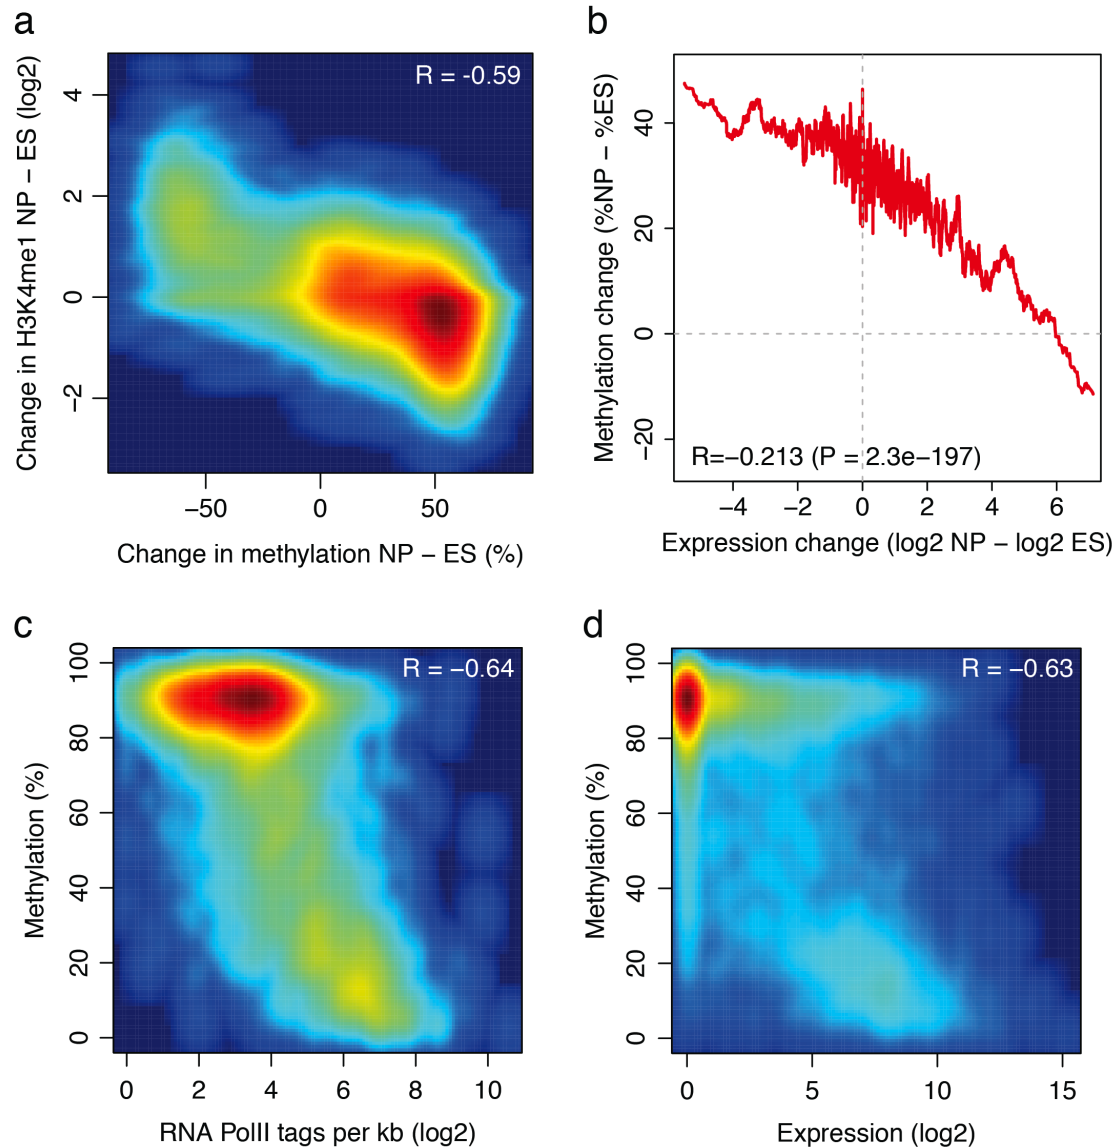 a
R = -0.59
Change in H3K4me1 NP − ES (log2)
4
2
0
−2
−50
0
50
Change in methylation NP − ES (%)
b
Methylation change (%NP − %ES)
40
20
0
−20
R=−0.213 (P = 2.3e−197)
−4
−2
0
2
4
6
Expression change (log2 NP − log2 ES)
c
R = −0.64
Methylation (%)
100
80
60
40
20
0
0
2
4
6
8
10
RNA PolII tags per kb (log2)
d
R = −0.63
Methylation (%)
100
80
60
40
20
0
0
5
10
15
Expression (log2)